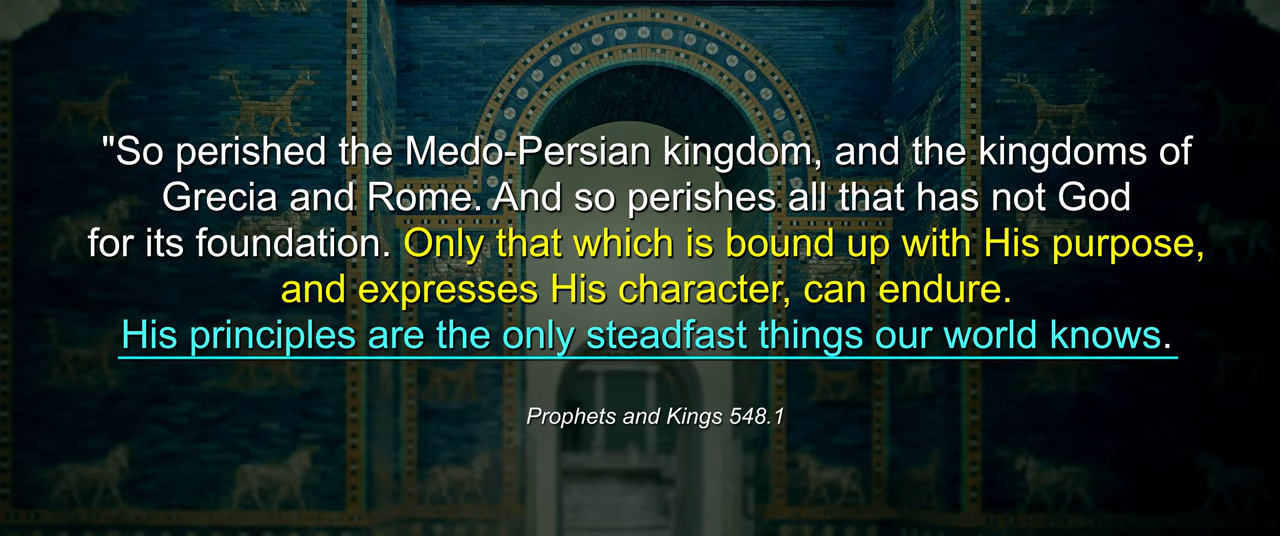 "So perished the Medo-Persian kingdom, and the kingdoms of
Grecia and Rome. And so perishes all that has not God
for its foundation. Only that which is bound up with His purpose,
and expresses His character, can endure.
His principles are the only steadfast things our world knows.
Prophets and Kings 548.1